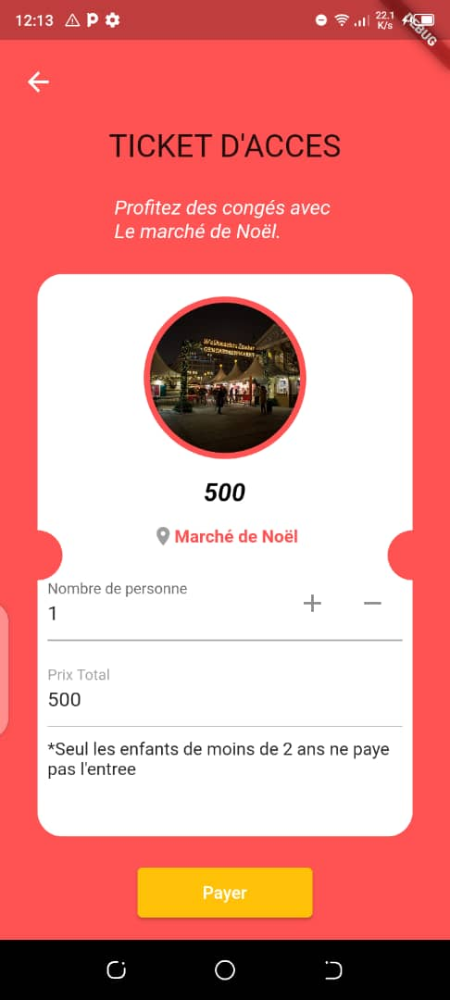 12:13
22.1
K/s
DEBUG
TICKET D'ACCES
Profitez des congés avec
Le marché de Noël.
GENDARMENMARKT
500
Marché de Noël
Nombre de personne
1
Prix Total
500
*Seul les enfants de moins de 2 ans ne paye
pas l'entree
Payer